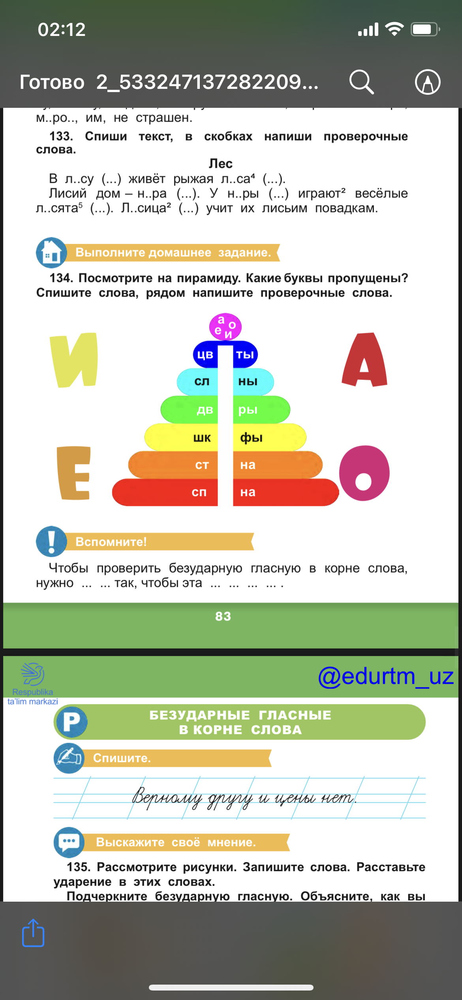 02:12
Готово 2_533247137282209...
м..ро.., им, не страшен.
133. Спиши текст, в скобках напиши проверочные
слова.
Лес
В л..су (...) живёт рыжая л..са⁴ (...).
Лисий дом – н..ра (...). У н..ры (...) играют² весёлые
л..сята⁵ (...). Л..сица² (...) учит их лисьим повадкам.
Выполните домашнее задание.
134. Посмотрите на пирамиду. Какие буквы пропущены?
Спишите слова, рядом напишите проверочные слова.
а о
е и
И
А
цв ты
сл ны
дв ры
шк фы
Е
О
ст на
сп на
Вспомните!
Чтобы проверить безударную гласную в корне слова,
нужно ... ... так, чтобы эта ... ... ... ... .
83
@edurtm_uz
Respublika
ta'lim markazi
Р
БЕЗУДАРНЫЕ ГЛАСНЫЕ
В КОРНЕ СЛОВА
Спишите.
Верному другу и цены нет.
Выскажите своё мнение.
135. Рассмотрите рисунки. Запишите слова. Расставьте
ударение в этих словах.
Подчеркните безударную гласную. Объясните, как вы